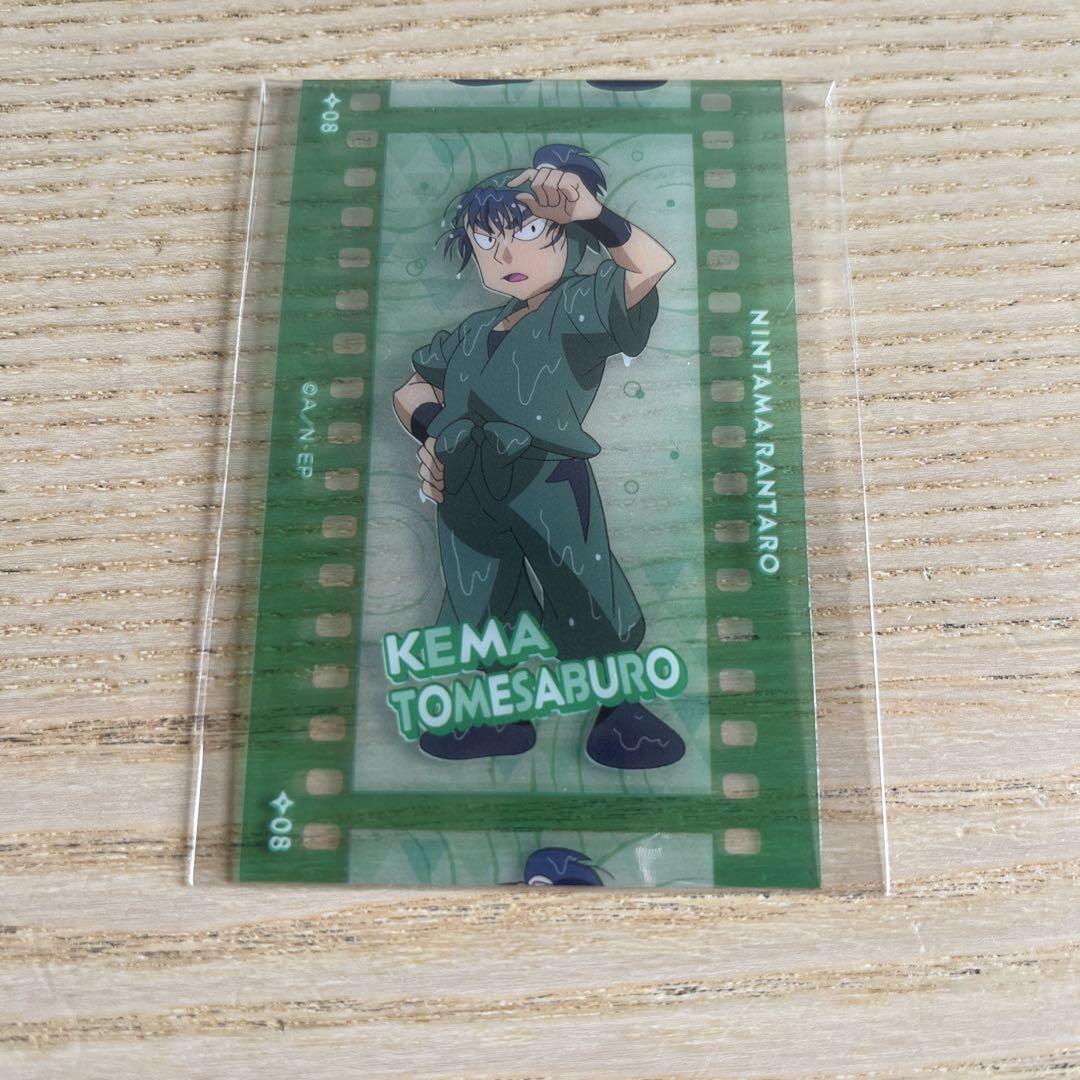 ✧08
NINTAMA RANTARO
©A/N・EP
KEMA
TOMESABURO
✧08